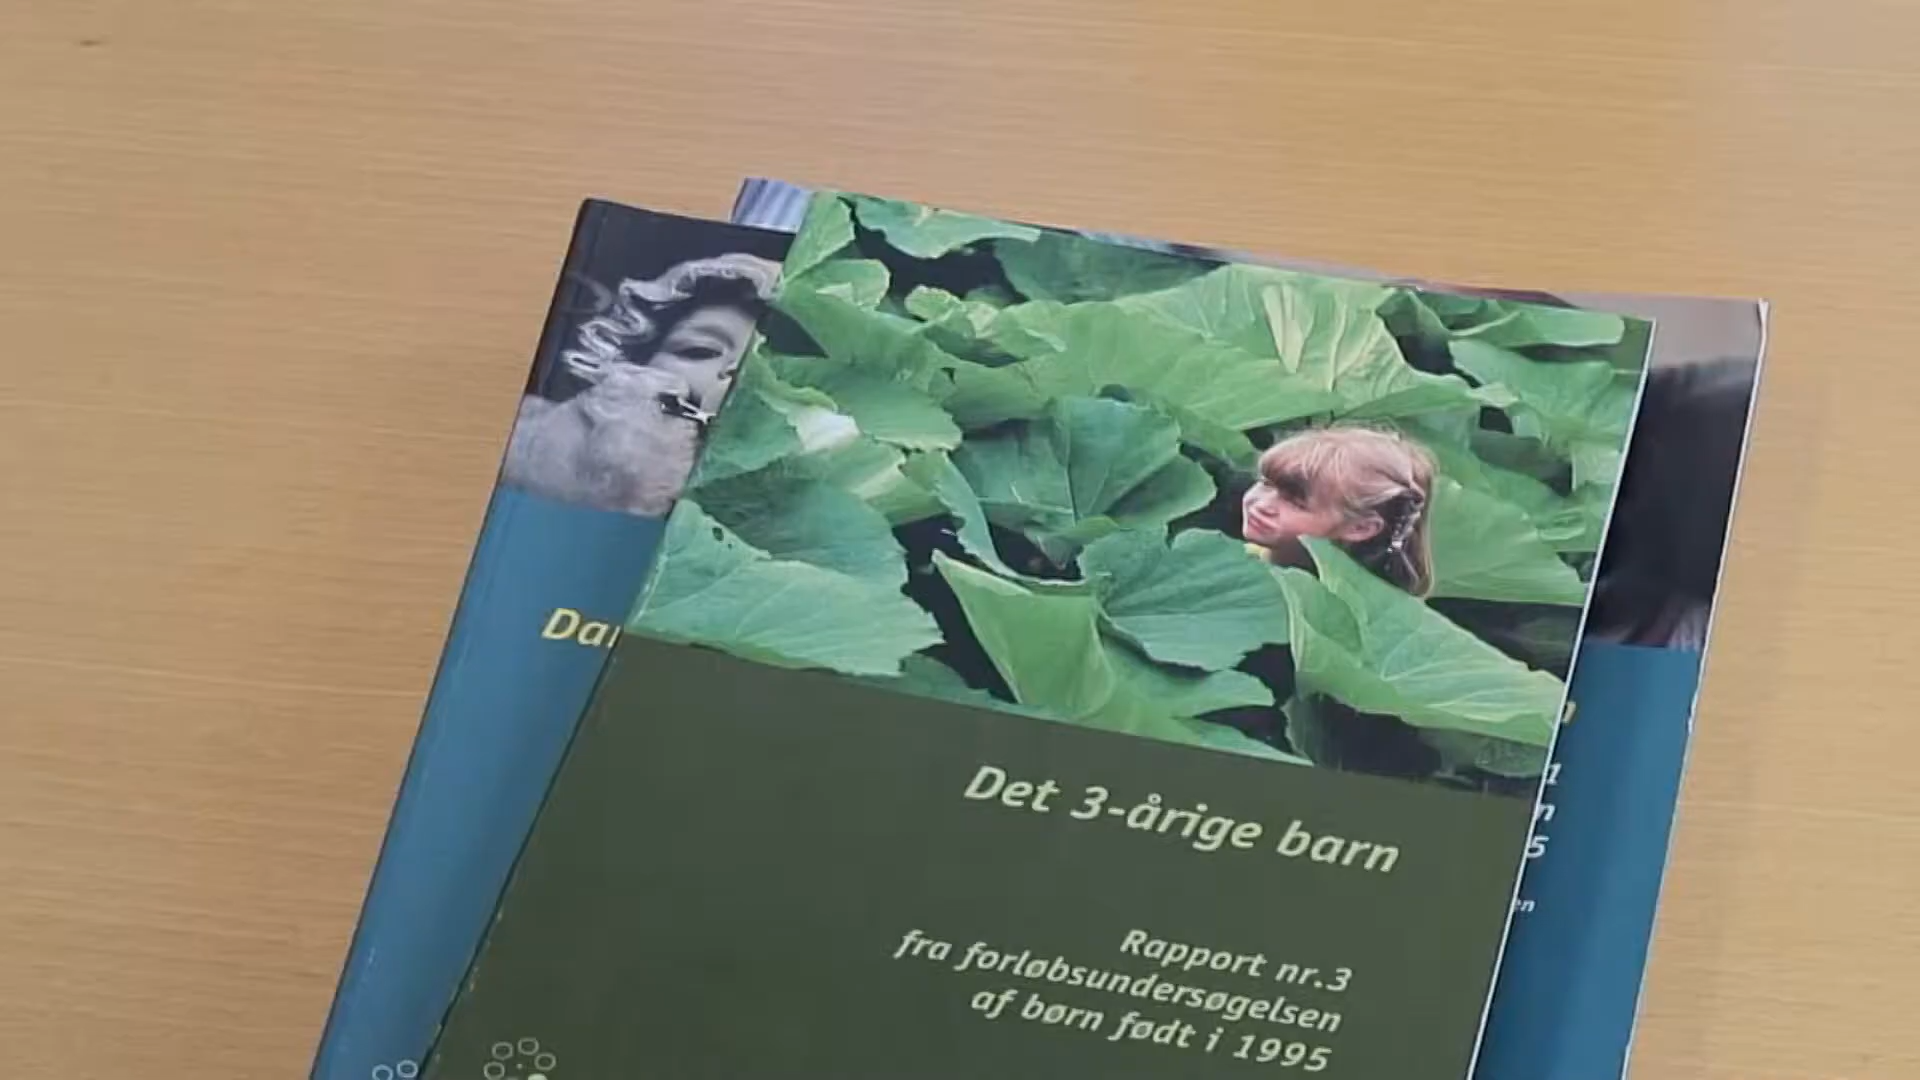 Det 3-årige barn
Rapport nr.3
fra forløbsundersøgelsen
af børn født i 1995